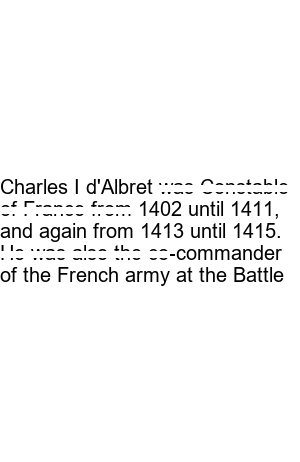 Charles I d'Albret was Constable
of France from 1402 until 1411,
and again from 1413 until 1415.
He was also the co-commander
of the French army at the Battle